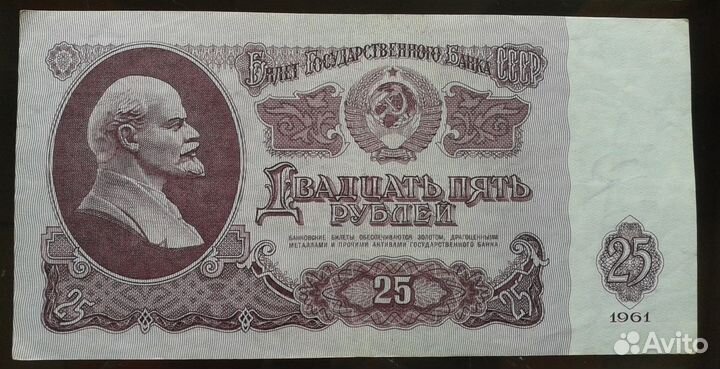 Билет Государственного Банка СССР
Двадцать пять
рублей
БАНКОВСКИЕ БИЛЕТЫ ОБЕСПЕЧИВАЮТСЯ ЗОЛОТОМ, ДРАГОЦЕННЫМИ
МЕТАЛЛАМИ И ПРОЧИМИ АКТИВАМИ ГОСУДАРСТВЕННОГО БАНКА
25
25
25
25
1961
Avito